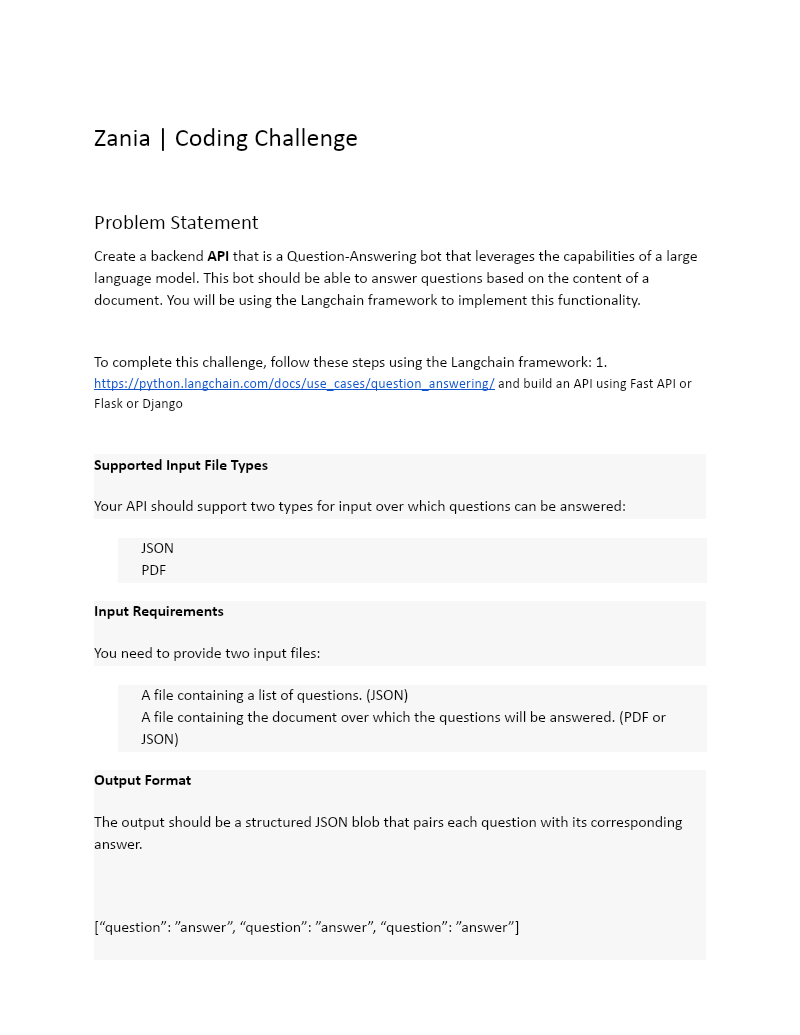 Zania | Coding Challenge
Problem Statement
Create a backend API that is a Question-Answering bot that leverages the capabilities of a large
language model. This bot should be able to answer questions based on the content of a
document. You will be using the Langchain framework to implement this functionality.
To complete this challenge, follow these steps using the Langchain framework: 1.
https://python.langchain.com/docs/use_cases/question_answering/ and build an API using Fast API or
Flask or Django
Supported Input File Types
Your API should support two types for input over which questions can be answered:
JSON
PDF
Input Requirements
You need to provide two input files:
A file containing a list of questions. (JSON)
A file containing the document over which the questions will be answered. (PDF or
JSON)
Output Format
The output should be a structured JSON blob that pairs each question with its corresponding
answer.
[“question”: ”answer”, “question”: ”answer”, “question”: ”answer”]